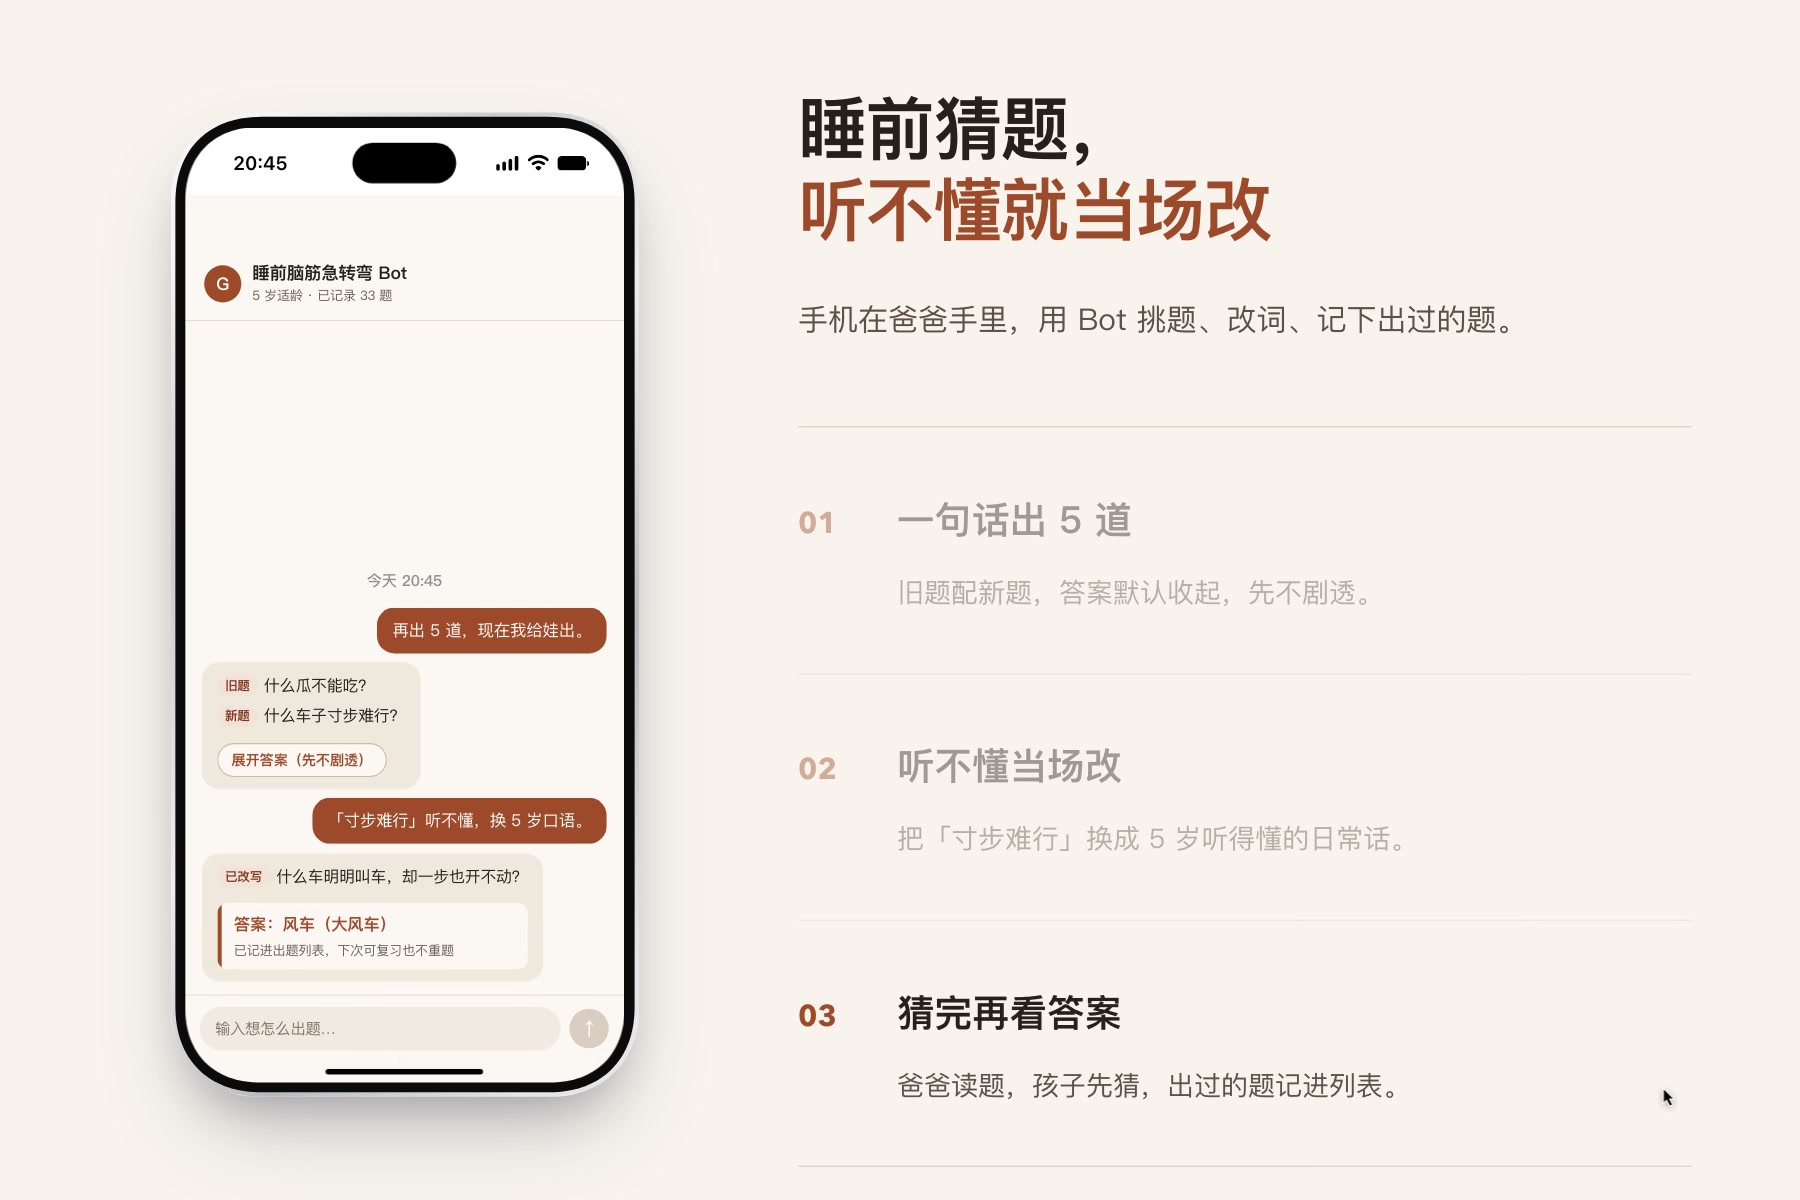 20:45
G
睡前脑筋急转弯 Bot
5 岁适龄 · 已记录 33 题
今天 20:45
再出 5 道，现在我给娃出。
旧题 什么瓜不能吃？
新题 什么车子寸步难行？
展开答案（先不剧透）
「寸步难行」听不懂，换 5 岁口语。
已改写 什么车明明叫车，却一步也开不动？
答案：风车（大风车）
已记进出题列表，下次可复习也不重题
输入想怎么出题…
↑
睡前猜题，
听不懂就当场改
手机在爸爸手里，用 Bot 挑题、改词、记下出过的题。
01 一句话出 5 道
旧题配新题，答案默认收起，先不剧透。
02 听不懂当场改
把「寸步难行」换成 5 岁听得懂的日常话。
03 猜完再看答案
爸爸读题，孩子先猜，出过的题记进列表。